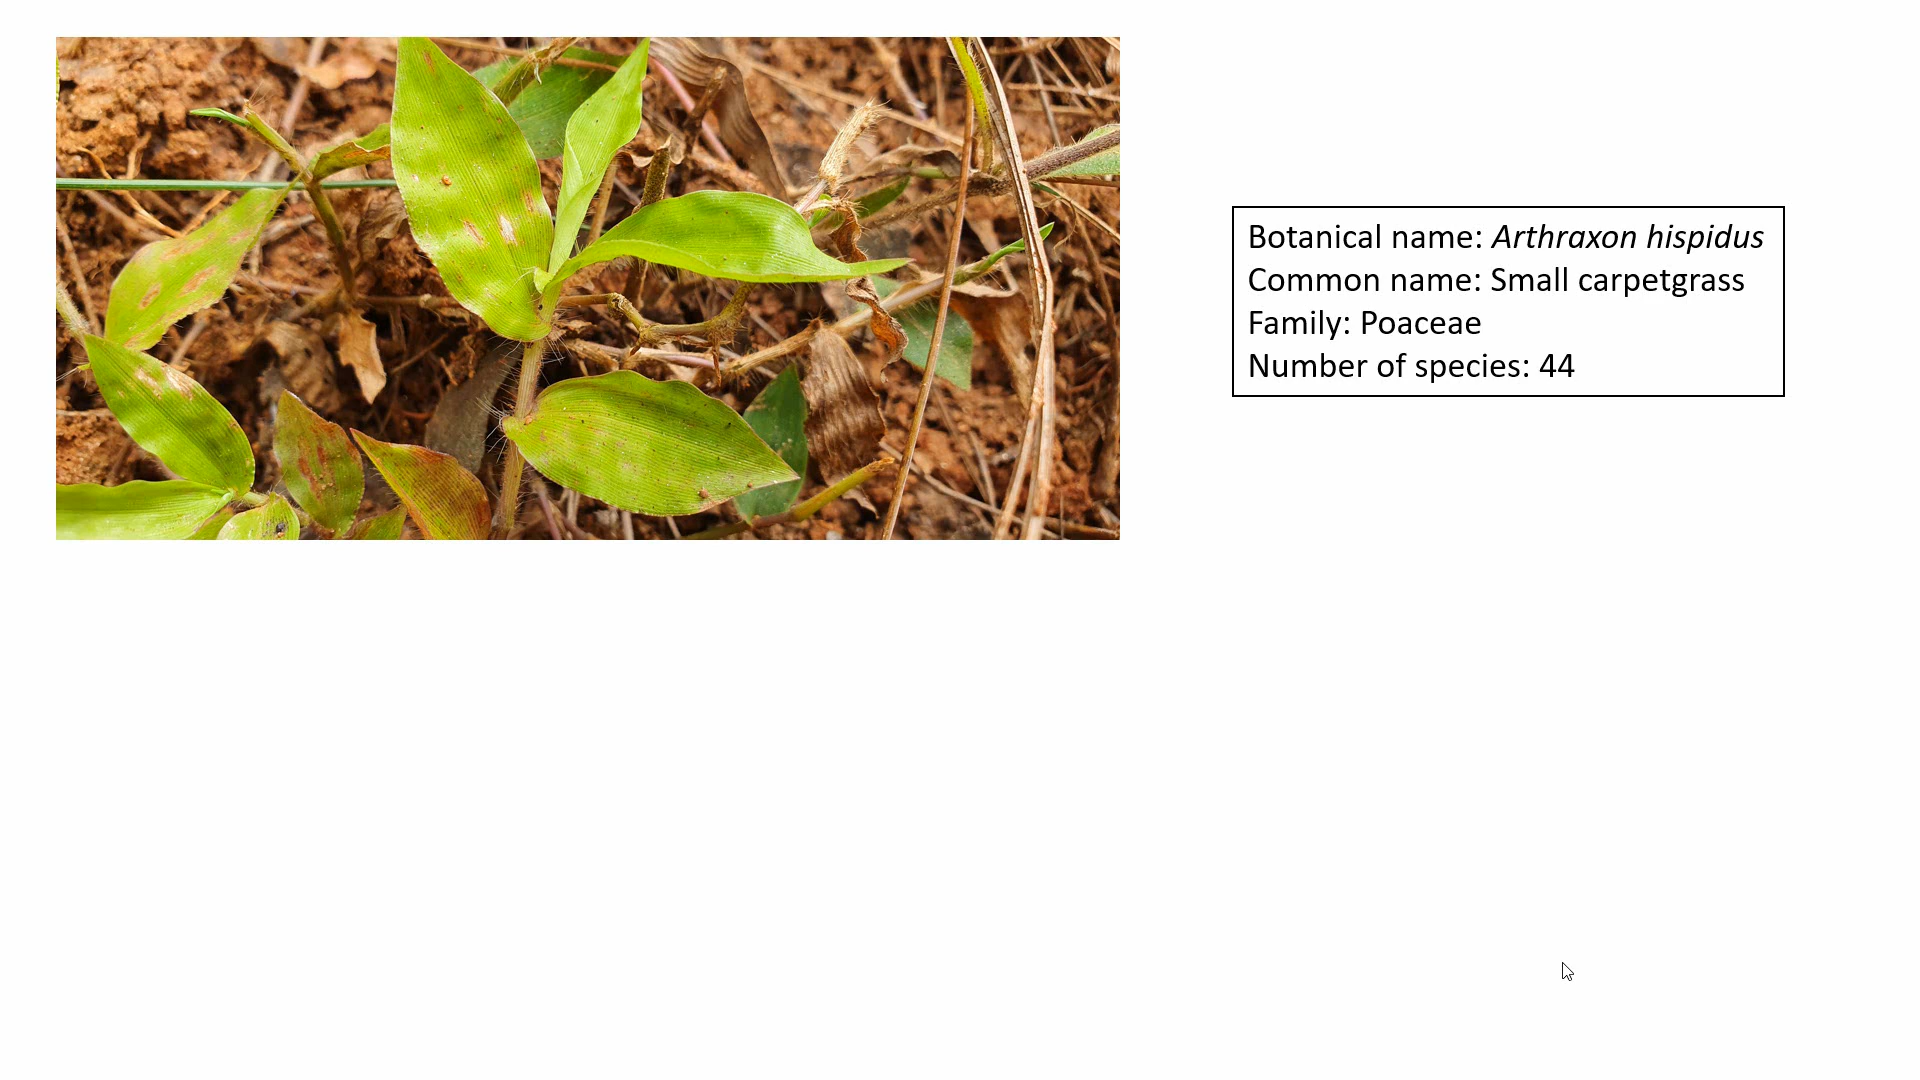 Botanical name: Arthraxon hispidus
Common name: Small carpetgrass
Family: Poaceae
Number of species: 44